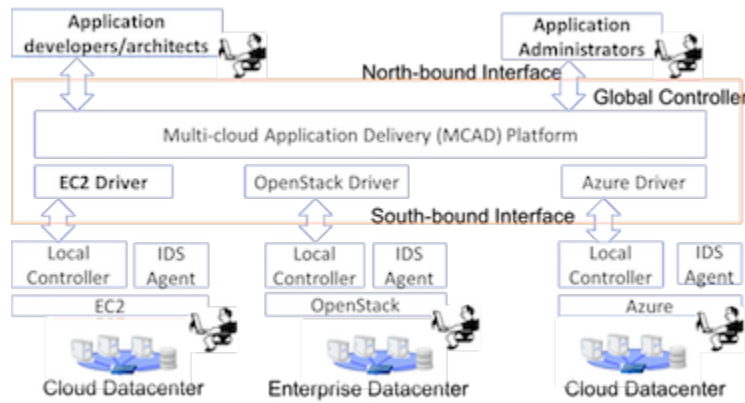 Application
developers/architects
Application
Administrators
North-bound Interface
Global Controller
Multi-cloud Application Delivery (MCAD) Platform
EC2 Driver
OpenStack Driver
Azure Driver
South-bound Interface
Local
Controller
IDS
Agent
Local
Controller
IDS
Agent
Local
Controller
IDS
Agent
EC2
OpenStack
Azure
Cloud Datacenter
Enterprise Datacenter
Cloud Datacenter